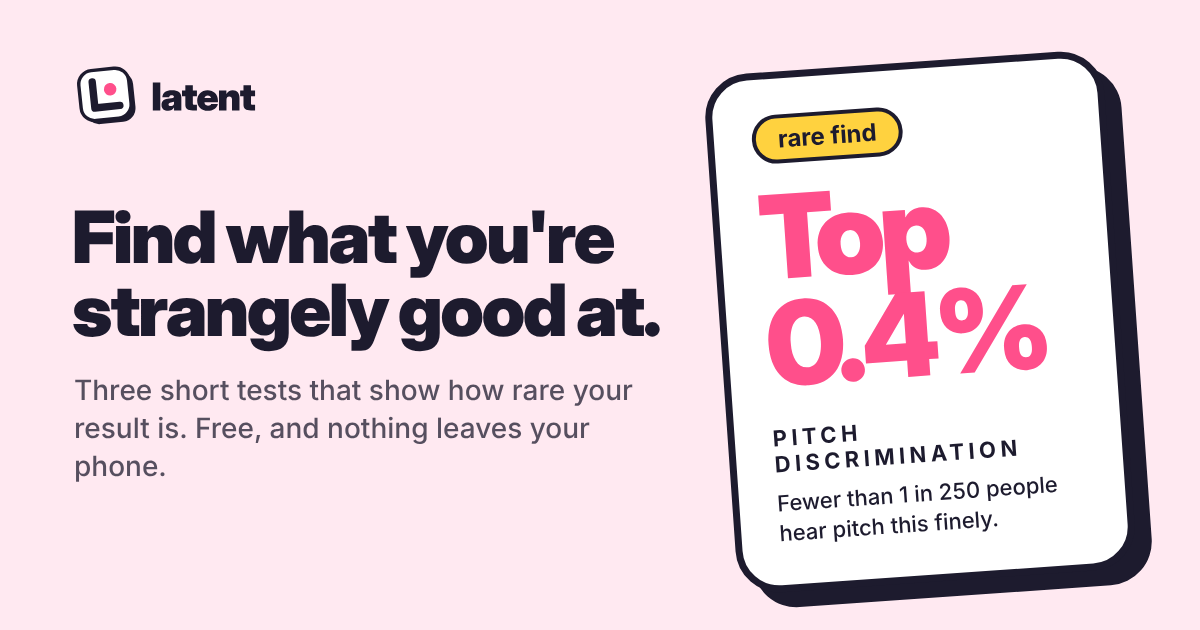 latent
Find what you're
strangely good at.
Three short tests that show how rare your
result is. Free, and nothing leaves your
phone.
rare find
Top
0.4%
PITCH
DISCRIMINATION
Fewer than 1 in 250 people
hear pitch this finely.